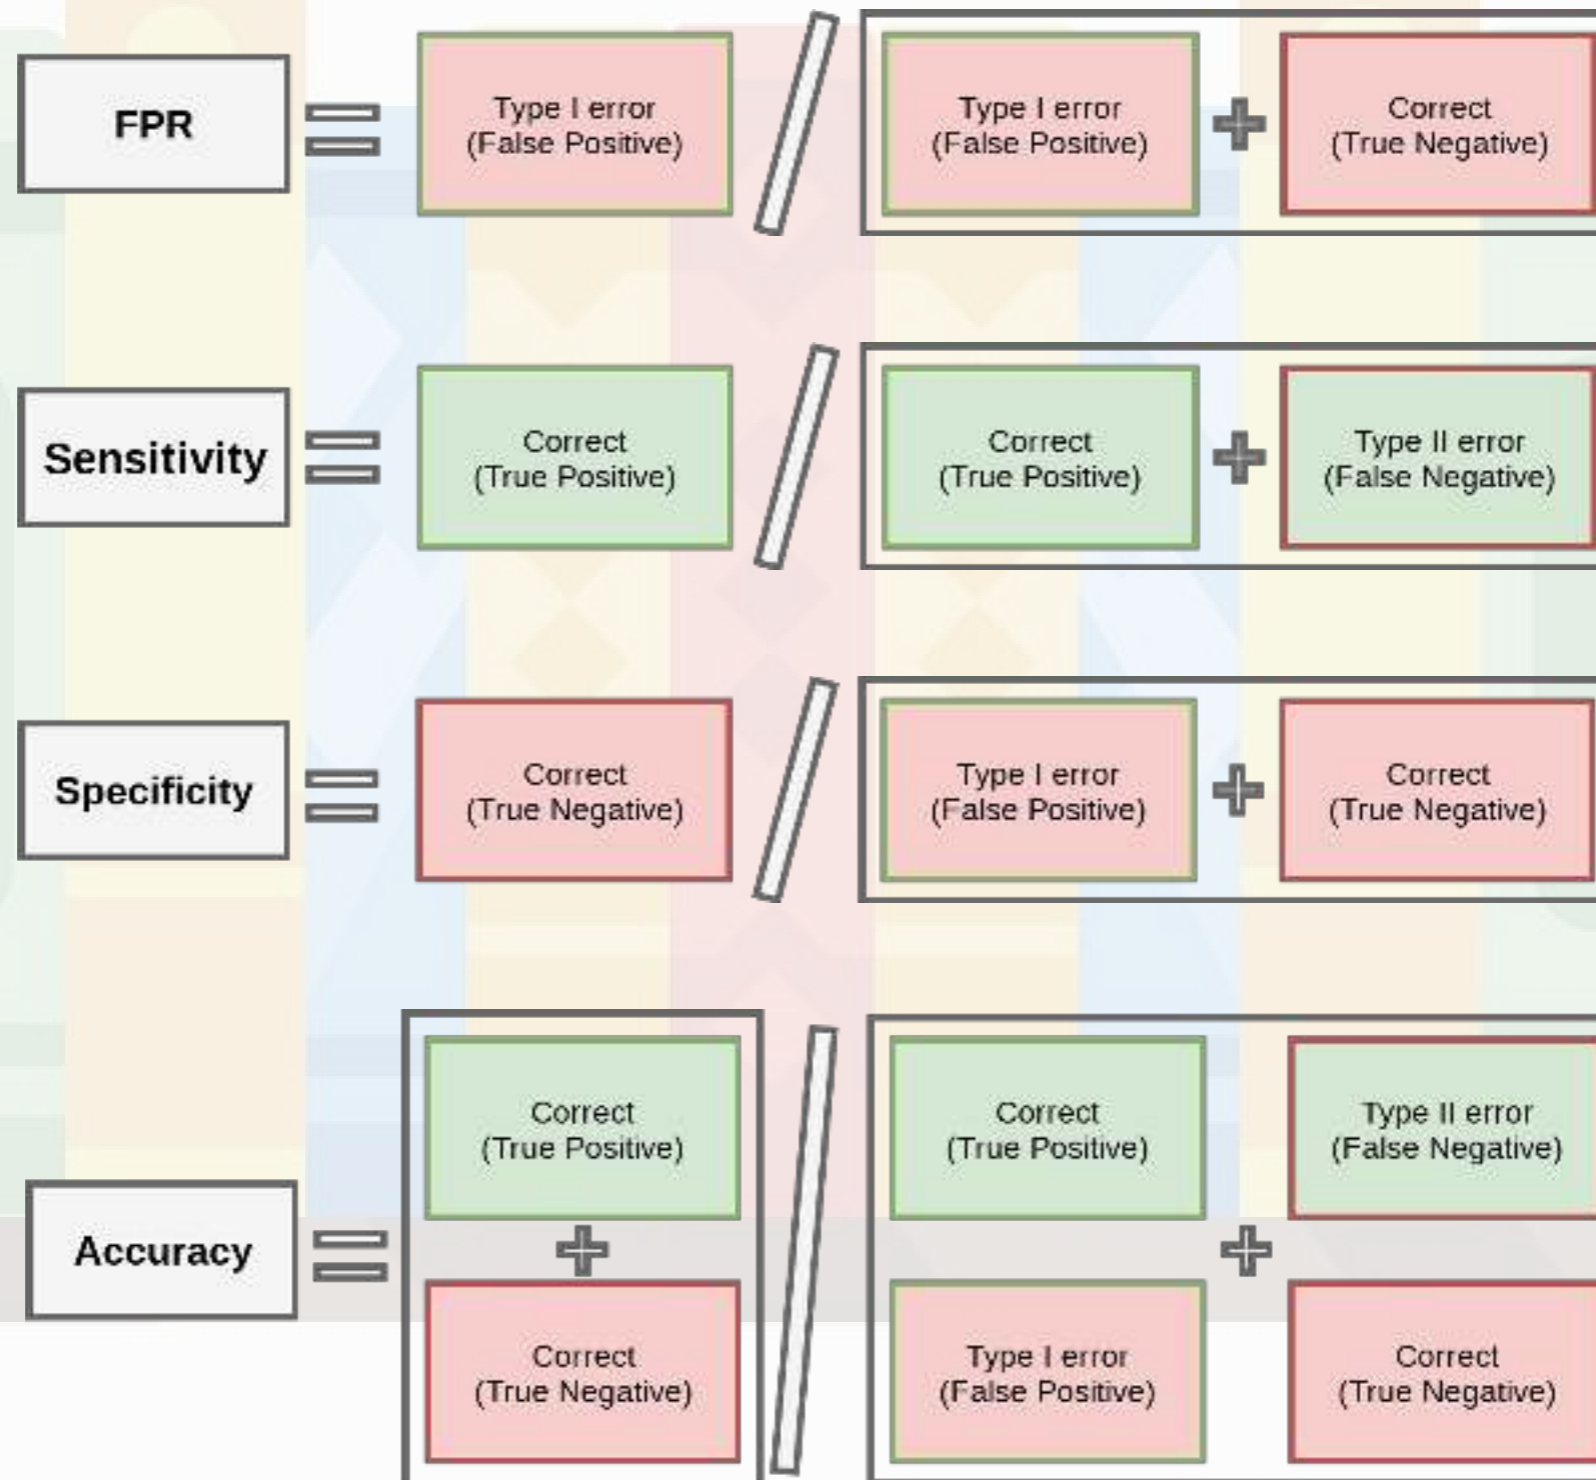 FPR
Type I error
(False Positive)
Type I error
(False Positive)
Correct
(True Negative)
Sensitivity
Correct
(True Positive)
Correct
(True Positive)
Type II error
(False Negative)
Specificity
Correct
(True Negative)
Type I error
(False Positive)
Correct
(True Negative)
Accuracy
Correct
(True Positive)
Correct
(True Negative)
Correct
(True Positive)
Type II error
(False Negative)
Type I error
(False Positive)
Correct
(True Negative)